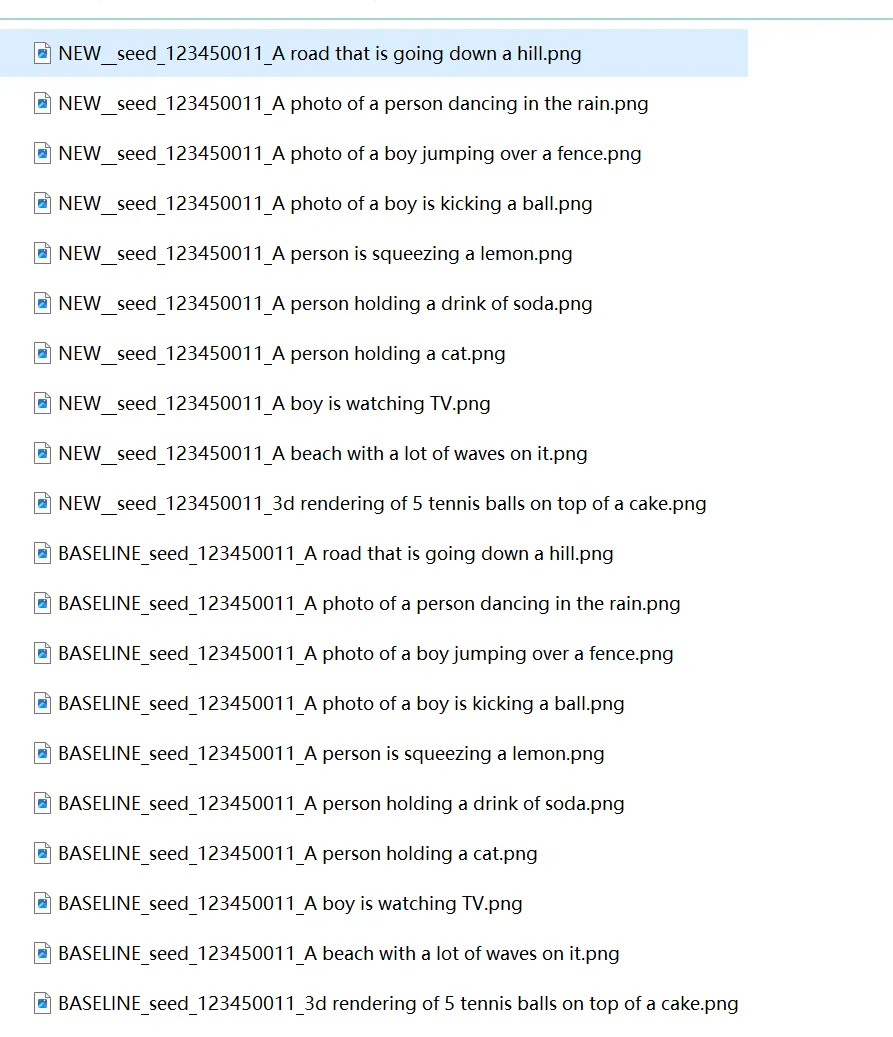 NEW__seed_123450011_A road that is going down a hill.png
NEW__seed_123450011_A photo of a person dancing in the rain.png
NEW__seed_123450011_A photo of a boy jumping over a fence.png
NEW__seed_123450011_A photo of a boy is kicking a ball.png
NEW__seed_123450011_A person is squeezing a lemon.png
NEW__seed_123450011_A person holding a drink of soda.png
NEW__seed_123450011_A person holding a cat.png
NEW__seed_123450011_A boy is watching TV.png
NEW__seed_123450011_A beach with a lot of waves on it.png
NEW__seed_123450011_3d rendering of 5 tennis balls on top of a cake.png
BASELINE_seed_123450011_A road that is going down a hill.png
BASELINE_seed_123450011_A photo of a person dancing in the rain.png
BASELINE_seed_123450011_A photo of a boy jumping over a fence.png
BASELINE_seed_123450011_A photo of a boy is kicking a ball.png
BASELINE_seed_123450011_A person is squeezing a lemon.png
BASELINE_seed_123450011_A person holding a drink of soda.png
BASELINE_seed_123450011_A person holding a cat.png
BASELINE_seed_123450011_A boy is watching TV.png
BASELINE_seed_123450011_A beach with a lot of waves on it.png
BASELINE_seed_123450011_3d rendering of 5 tennis balls on top of a cake.png